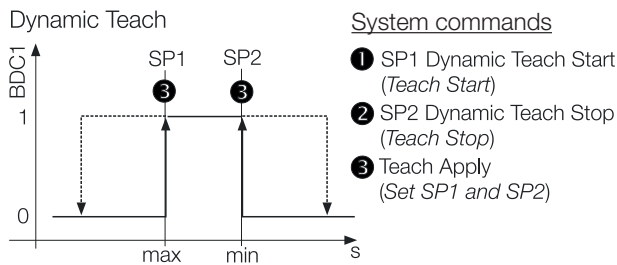 Dynamic Teach
BDC1
SP1 SP2
3 3
1
0
max min s
System commands
1 SP1 Dynamic Teach Start
(Teach Start)
2 SP2 Dynamic Teach Stop
(Teach Stop)
3 Teach Apply
(Set SP1 and SP2)